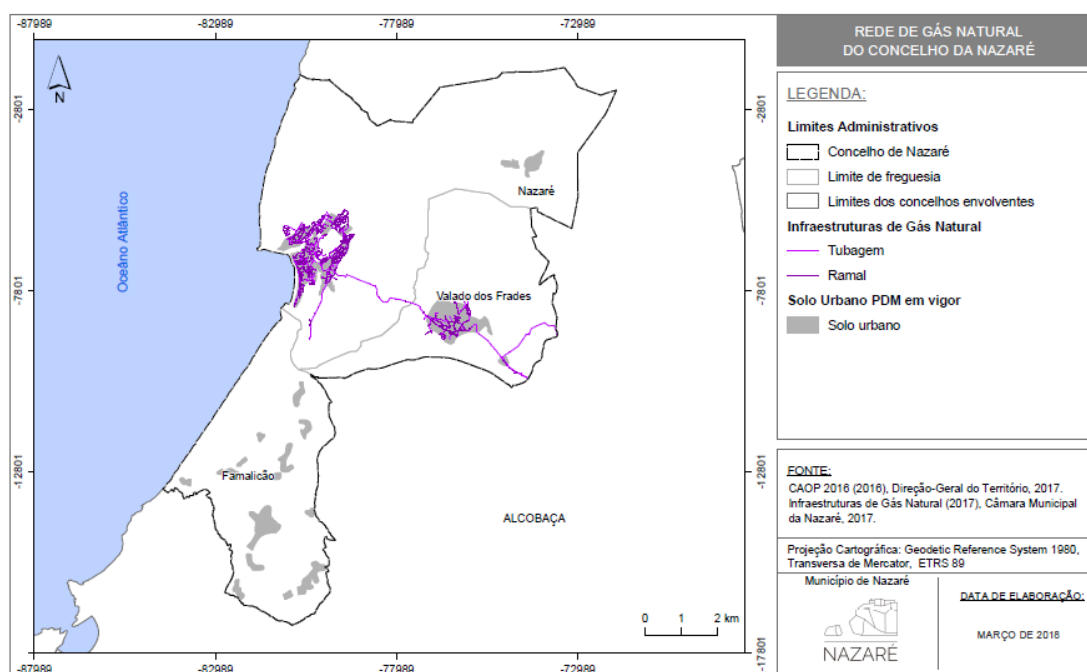 -87989
-82989
-77989
-72989
REDE DE GÁS NATURAL
DO CONCELHO DA NAZARÉ
N
-2801
-2801
LEGENDA:
Limites Administrativos
Concelho de Nazaré
Limite de freguesia
Limites dos concelhos envolventes
Infraestruturas de Gás Natural
Tubagem
Ramal
Solo Urbano PDM em vigor
Solo urbano
Nazaré
Oceâno Atlântico
-7801
-7801
Valado dos Frades
-12801
-12801
Famalicão
ALCOBAÇA
FONTE:
CAOP 2016 (2016), Direção-Geral do Território, 2017.
Infraestruturas de Gás Natural (2017), Câmara Municipal
da Nazaré, 2017.
Projeção Cartográfica: Geodetic Reference System 1980,
Transversa de Mercator, ETRS 89
Município de Nazaré
NAZARÉ
DATA DE ELABORAÇÃO:
MARÇO DE 2018
0 1 2 km
-17801
-17801
-87989
-82989
-77989
-72989